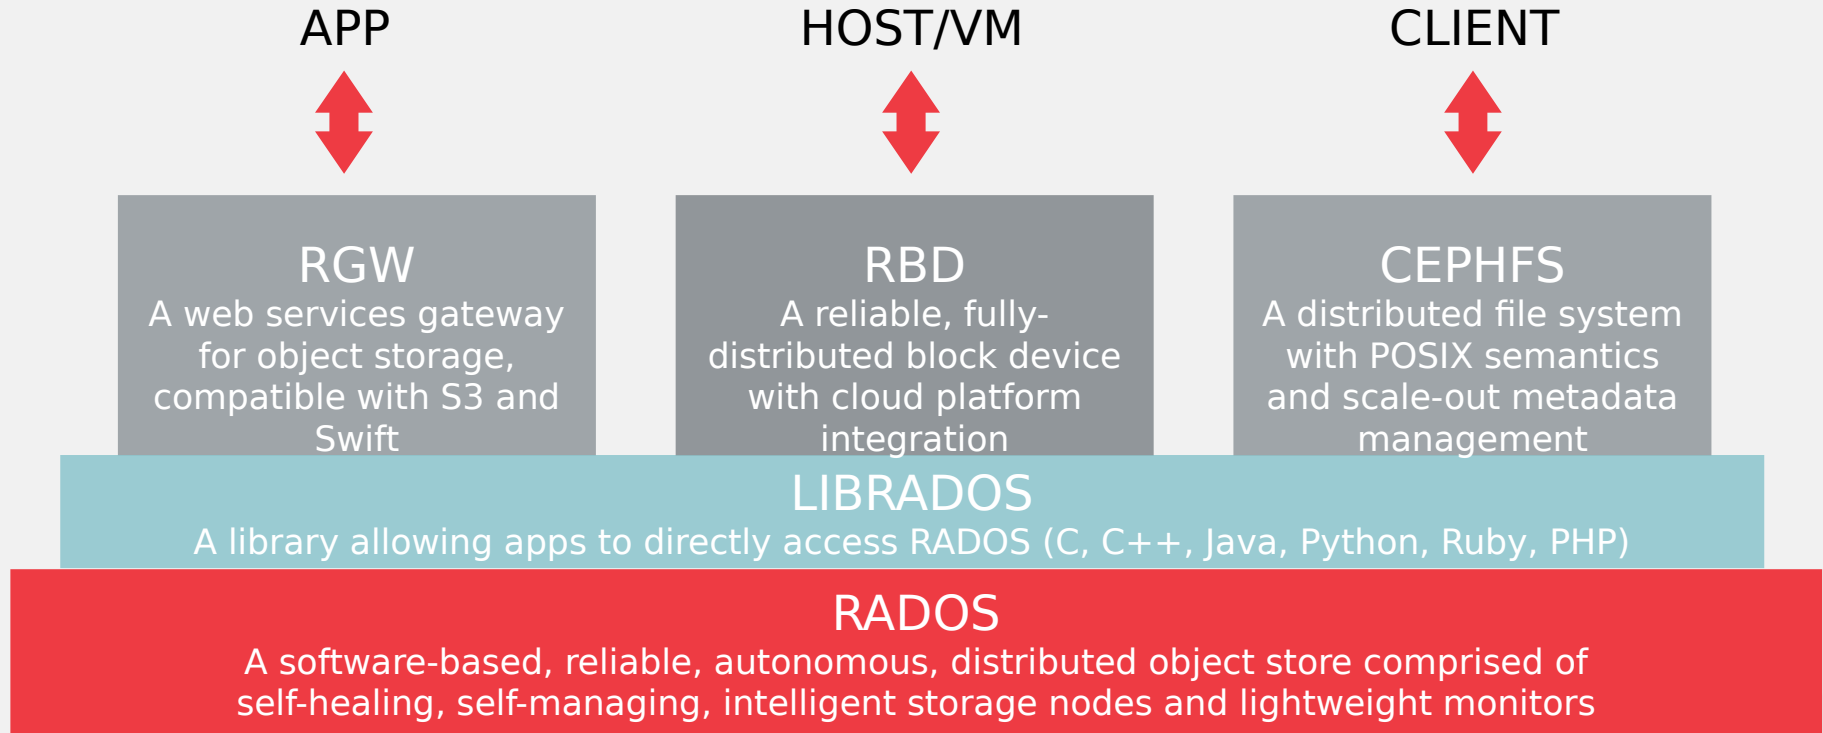 APP
HOST/VM
CLIENT
RGW
A web services gateway
for object storage,
compatible with S3 and
Swift
RBD
A reliable, fully-
distributed block device
with cloud platform
integration
CEPHFS
A distributed file system
with POSIX semantics
and scale-out metadata
management
LIBRADOS
A library allowing apps to directly access RADOS (C, C++, Java, Python, Ruby, PHP)
RADOS
A software-based, reliable, autonomous, distributed object store comprised of
self-healing, self-managing, intelligent storage nodes and lightweight monitors